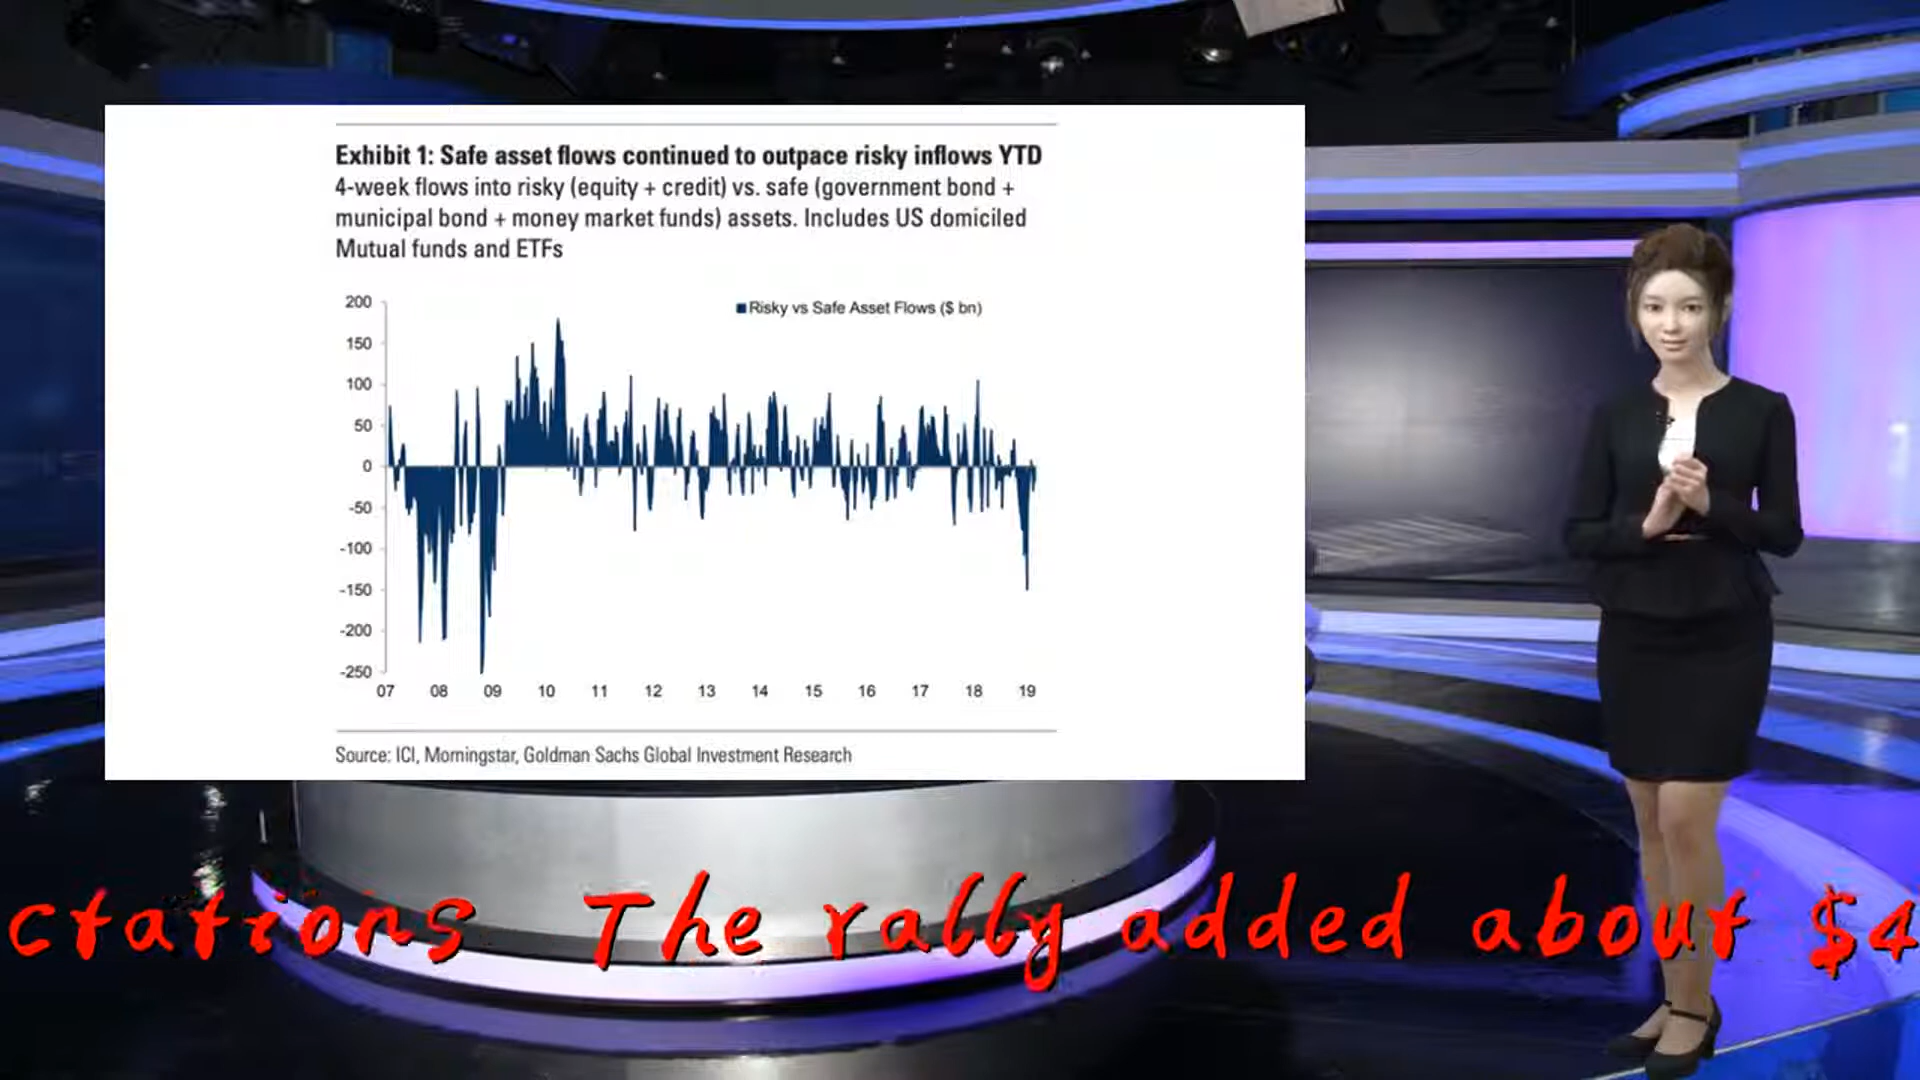 Exhibit 1: Safe asset flows continued to outpace risky inflows YTD
4-week flows into risky (equity + credit) vs. safe (government bond +
municipal bond + money market funds) assets. Includes US domiciled
Mutual funds and ETFs
Risky vs Safe Asset Flows ($ bn)
200
150
100
50
0
-50
-100
-150
-200
-250
07 08 09 10 11 12 13 14 15 16 17 18 19
Source: ICI, Morningstar, Goldman Sachs Global Investment Research
ctations The rally added about $4